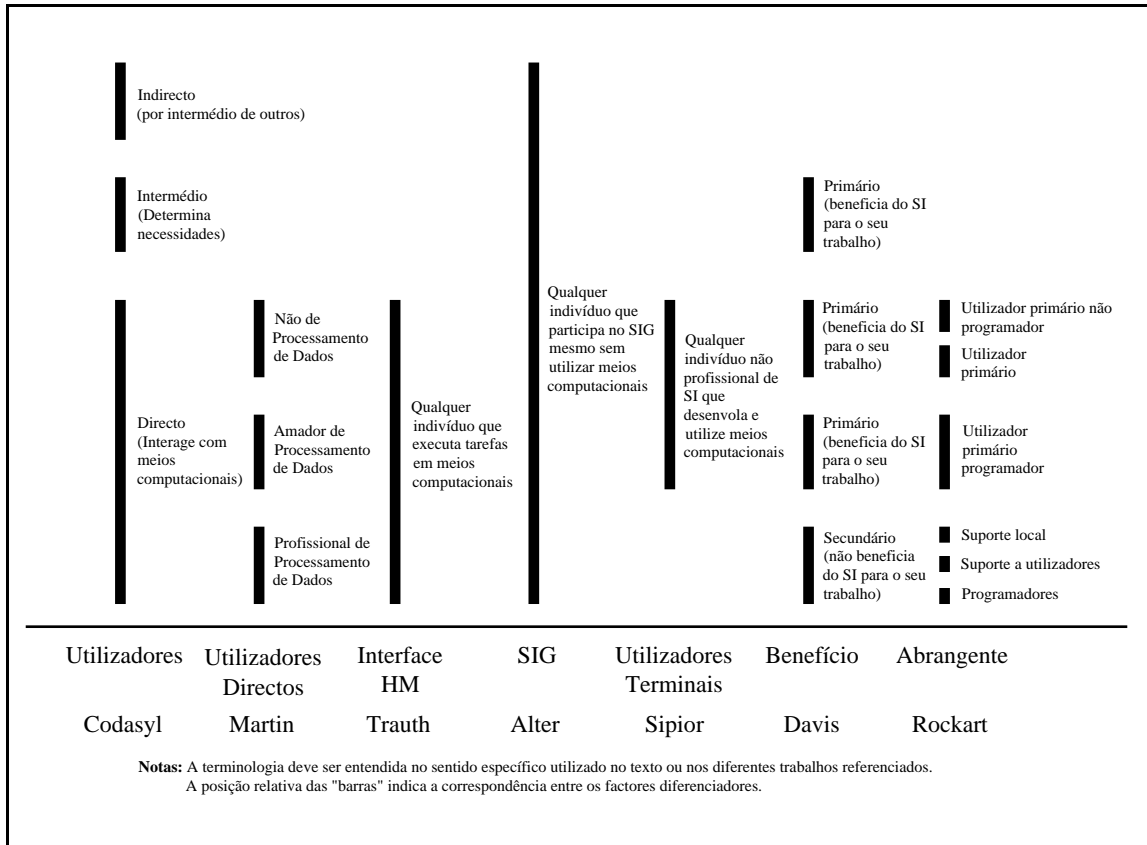 Indirecto
(por intermédio de outros)
Intermédio
(Determina
necessidades)
Directo
(Interage com
meios
computacionais)
Não de
Processamento
de Dados
Amador de
Processamento
de Dados
Profissional de
Processamento
de Dados
Qualquer
indivíduo que
executa tarefas
em meios
computacionais
Qualquer
indivíduo que
participa no SIG
mesmo sem
utilizar meios
computacionais
Qualquer
indivíduo não
profissional de
SI que
desenvola e
utilize meios
computacionais
Primário
(beneficia do SI
para o seu
trabalho)
Primário
(beneficia do SI
para o seu
trabalho)
Primário
(beneficia do SI
para o seu
trabalho)
Secundário
(não beneficia
do SI para o seu
trabalho)
Utilizador primário não
programador
Utilizador
primário
Utilizador
primário
programador
Suporte local
Suporte a utilizadores
Programadores
Utilizadores
Utilizadores
Directos
Interface
HM
SIG
Utilizadores
Terminais
Benefício
Abrangente
Codasyl
Martin
Trauth
Alter
Sipior
Davis
Rockart
Notas: A terminologia deve ser entendida no sentido específico utilizado no texto ou nos diferentes trabalhos referenciados.
A posição relativa das "barras" indica a correspondência entre os factores diferenciadores.